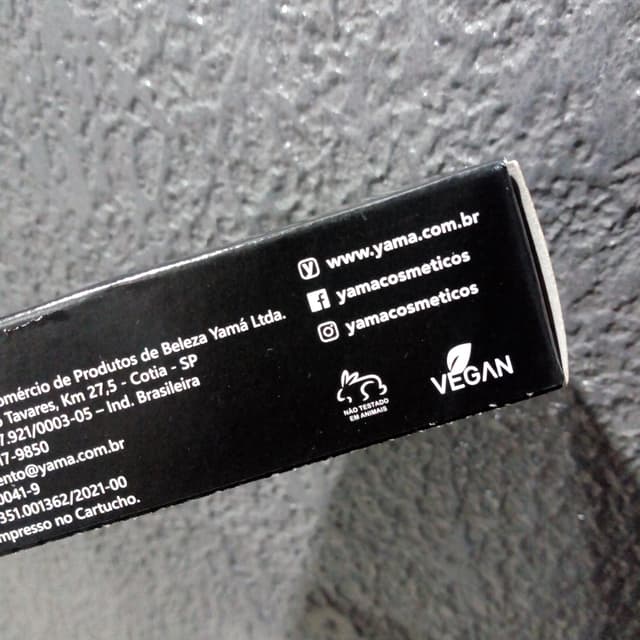 omércio de Produtos de Beleza Yamá Ltda.
Tavares, Km 27,5 - Cotia - SP
7.921/0003-05 – Ind. Brasileira
17-9850
ento@yama.com.br
0041-9
351.001362/2021-00
mpresso no Cartucho.
www.yama.com.br
yamacosmeticos
yamacosmeticos
NÃO TESTADO
EM ANIMAIS
VEGAN